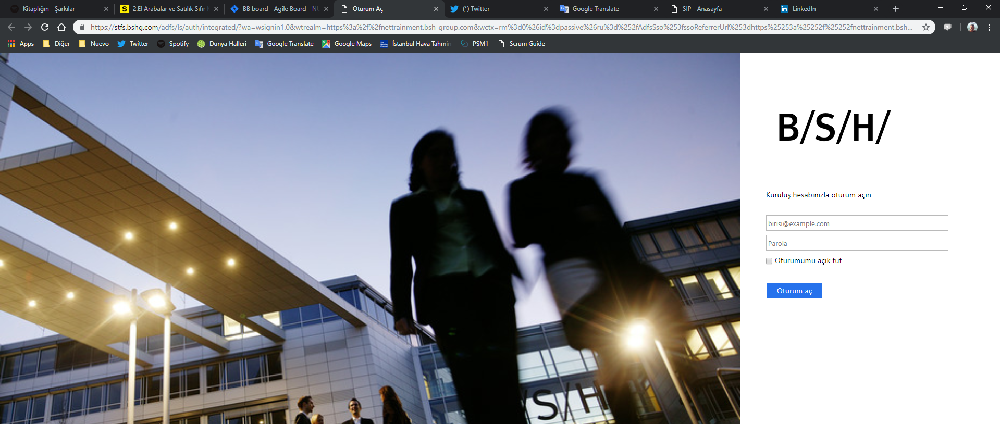 Kitaplığın - Şarkılar
2.El Arabalar ve Satılık Sıfır
BB board - Agile Board - NU
Oturum Aç
(*) Twitter
Google Translate
SIP - Anasayfa
LinkedIn
https://stfs.bshg.com/adfs/ls/auth/integrated/?wa=wsignin1.0&wtrealm=https%3a%2f%2fnettrainment.bsh-group.com&wctx=rm%3d0%26id%3dpassive%26ru%3d%252fAdfsSso%253fssoReferrerUrl%253dhttps%25253a%25252f%25252fnettrainment.bsh...
Apps
Diğer
Nuevo
Twitter
Spotify
Dünya Halleri
Google Translate
Google Maps
İstanbul Hava Tahmin
PSM1
Scrum Guide
B/S/H/
Kuruluş hesabınızla oturum açın
birisi@example.com
Parola
Oturumumu açık tut
Oturum aç
/S/H